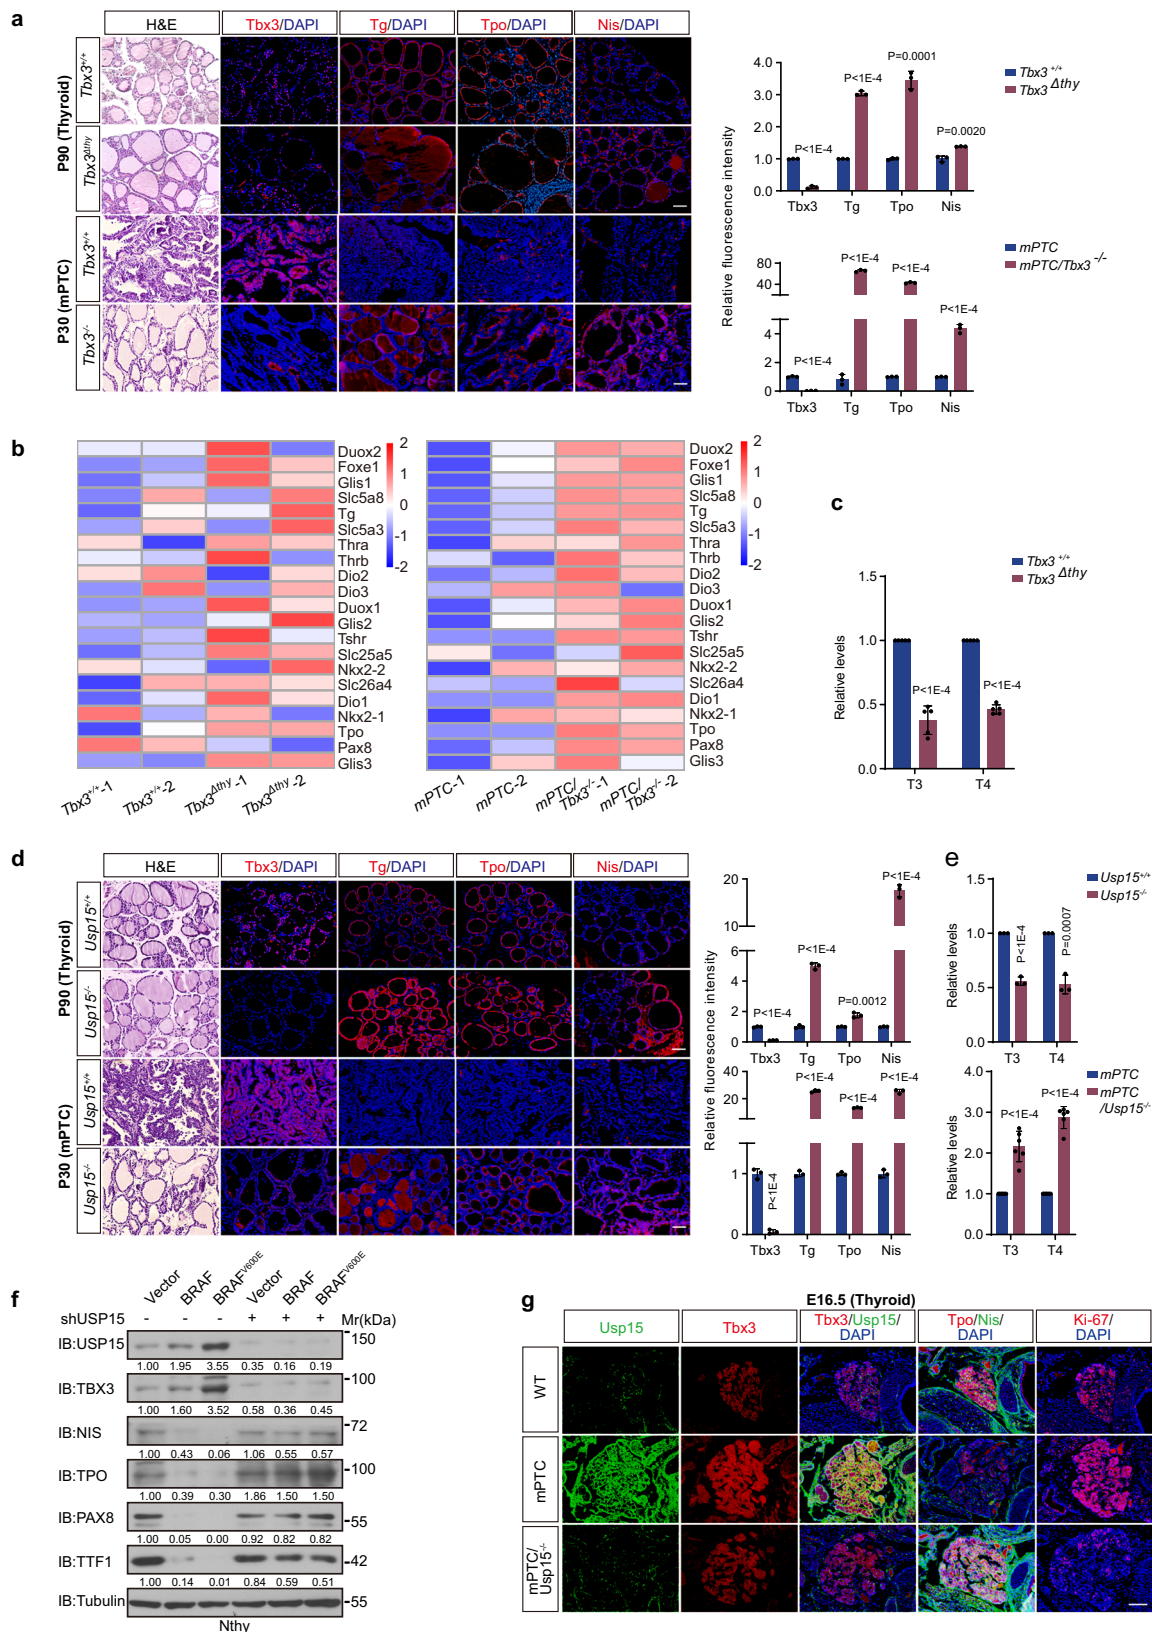 a
H&E
Tbx3/DAPI
Tg/DAPI
Tpo/DAPI
Nis/DAPI
P90 (Thyroid)
Tbx3+/+
Tbx3Δthy
P30 (mPTC)
Tbx3+/+
Tbx3-/-
Relative fluorescence intensity
4.0
3.0
2.0
1.0
0.0
P<1E-4
P<1E-4
P=0.0001
P=0.0020
Tbx3
Tg
Tpo
Nis
Tbx3 +/+
Tbx3 Δthy
80
40
4
2
0
P<1E-4
P<1E-4
P<1E-4
P<1E-4
Tbx3
Tg
Tpo
Nis
mPTC
mPTC/Tbx3 -/-
b
Duox2
Foxe1
Glis1
Slc5a8
Tg
Slc5a3
Thra
Thrb
Dio2
Dio3
Duox1
Glis2
Tshr
Slc25a5
Nkx2-2
Slc26a4
Dio1
Nkx2-1
Tpo
Pax8
Glis3
2
1
0
-1
-2
Tbx3+/+-1
Tbx3+/+-2
Tbx3Δthy-1
Tbx3Δthy-2
Duox2
Foxe1
Glis1
Slc5a8
Tg
Slc5a3
Thra
Thrb
Dio2
Dio3
Duox1
Glis2
Tshr
Slc25a5
Nkx2-2
Slc26a4
Dio1
Nkx2-1
Tpo
Pax8
Glis3
2
1
0
-1
-2
mPTC-1
mPTC-2
mPTC/
Tbx3-/--1
mPTC/
Tbx3-/--2
c
Tbx3 +/+
Tbx3 Δthy
Relative levels
1.5
1.0
0.5
0.0
P<1E-4
P<1E-4
T3
T4
d
H&E
Tbx3/DAPI
Tg/DAPI
Tpo/DAPI
Nis/DAPI
P90 (Thyroid)
Usp15+/+
Usp15-/-
P30 (mPTC)
Usp15+/+
Usp15-/-
Relative fluorescence intensity
20
10
6
4
2
0
P<1E-4
P<1E-4
P=0.0012
P<1E-4
Tbx3
Tg
Tpo
Nis
40
20
1
0
P<1E-4
P<1E-4
P<1E-4
P<1E-4
Tbx3
Tg
Tpo
Nis
e
Usp15+/+
Usp15-/-
Relative levels
1.5
1.0
0.5
0.0
P<1E-4
P=0.0007
T3
T4
mPTC
mPTC
/Usp15-/-
Relative levels
4.0
3.0
2.0
1.0
0.0
P<1E-4
P<1E-4
T3
T4
f
Vector
BRAF
BRAFV600E
Vector
BRAF
BRAFV600E
shUSP15 - - - + + + Mr(kDa)
IB:USP15 -150
1.00 1.95 3.55 0.35 0.16 0.19
IB:TBX3 -100
1.00 1.60 3.52 0.58 0.36 0.45
IB:NIS -72
1.00 0.43 0.06 1.06 0.55 0.57
IB:TPO -100
1.00 0.39 0.30 1.86 1.50 1.50
IB:PAX8 -55
1.00 0.05 0.00 0.92 0.82 0.82
IB:TTF1 -42
1.00 0.14 0.01 0.84 0.59 0.51
IB:Tubulin -55
Nthy
g
E16.5 (Thyroid)
Usp15
Tbx3
Tbx3/Usp15/
DAPI
Tpo/Nis/
DAPI
Ki-67/
DAPI
WT
mPTC
mPTC/
Usp15-/-